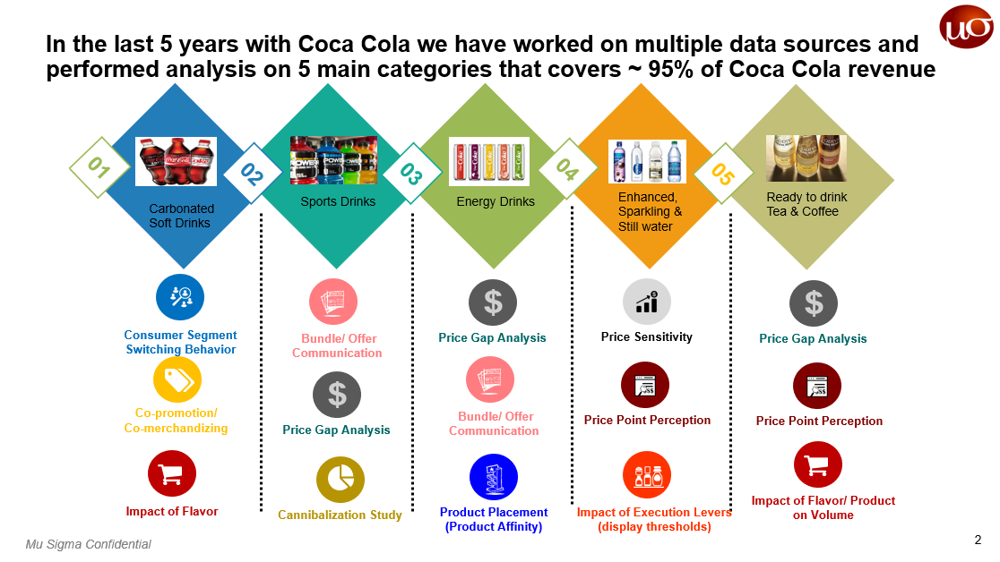 μσ
In the last 5 years with Coca Cola we have worked on multiple data sources and
performed analysis on 5 main categories that covers ~ 95% of Coca Cola revenue
01
Carbonated
Soft Drinks
02
Sports Drinks
03
Energy Drinks
04
Enhanced,
Sparkling &
Still water
05
Ready to drink
Tea & Coffee
Consumer Segment
Switching Behavior
Co-promotion/
Co-merchandizing
Impact of Flavor
Bundle/ Offer
Communication
$
Price Gap Analysis
Cannibalization Study
$
Price Gap Analysis
Bundle/ Offer
Communication
Product Placement
(Product Affinity)
$
Price Sensitivity
$$
Price Point Perception
Impact of Execution Levers
(display thresholds)
$
Price Gap Analysis
$$
Price Point Perception
Impact of Flavor/ Product
on Volume
Mu Sigma Confidential
2